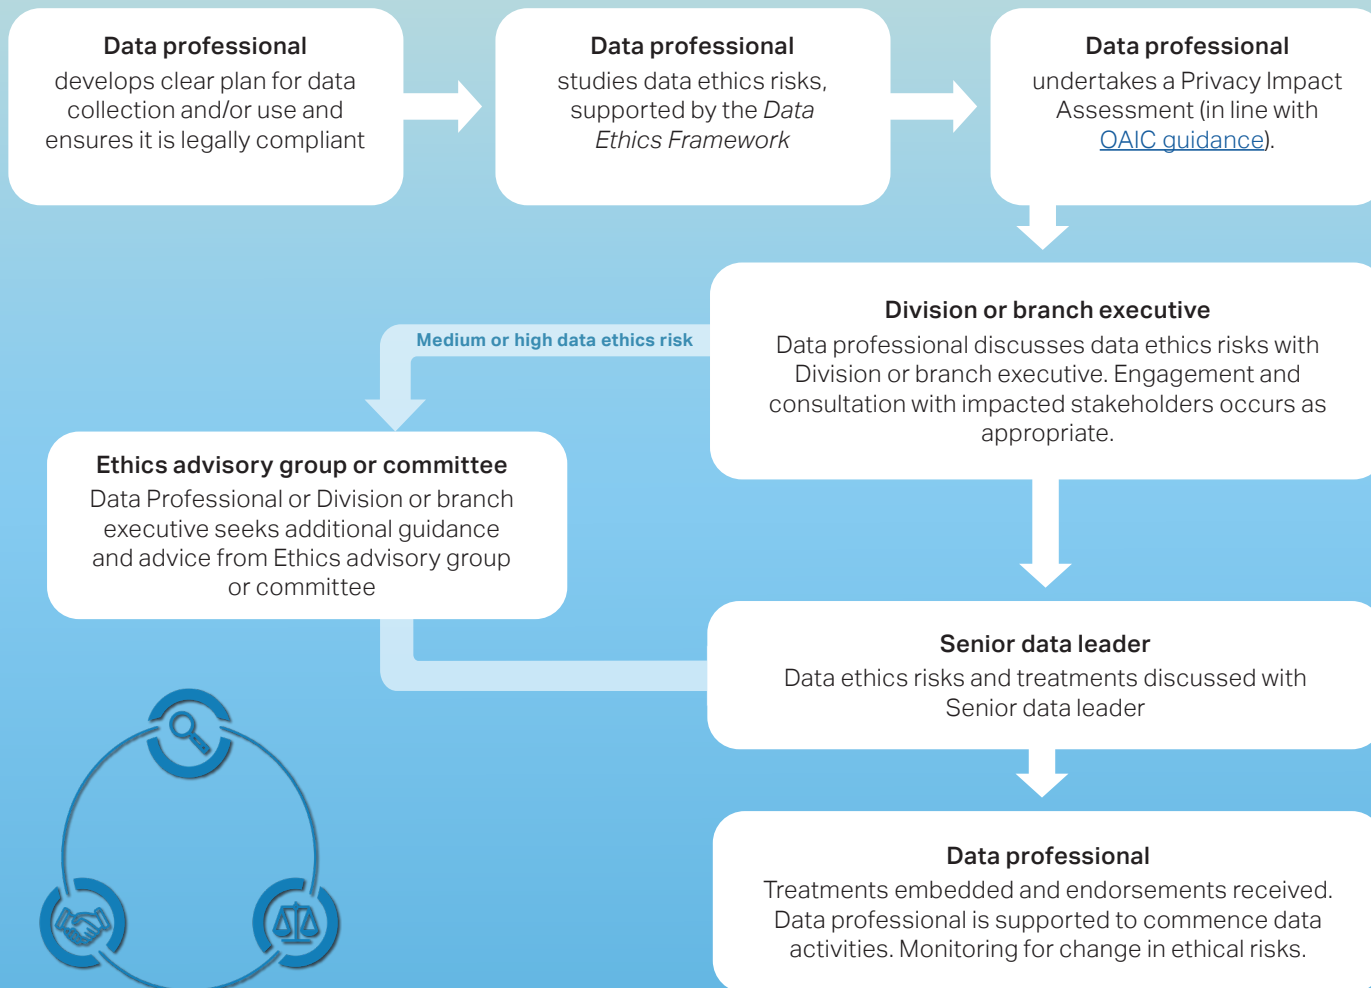 Data professional
develops clear plan for data
collection and/or use and
ensures it is legally compliant
Data professional
studies data ethics risks,
supported by the Data
Ethics Framework
Data professional
undertakes a Privacy Impact
Assessment (in line with
OAIC guidance).
Division or branch executive
Data professional discusses data ethics risks with
Division or branch executive. Engagement and
consultation with impacted stakeholders occurs as
appropriate.
Medium or high data ethics risk
Ethics advisory group or committee
Data Professional or Division or branch
executive seeks additional guidance
and advice from Ethics advisory group
or committee
Senior data leader
Data ethics risks and treatments discussed with
Senior data leader
Data professional
Treatments embedded and endorsements received.
Data professional is supported to commence data
activities. Monitoring for change in ethical risks.